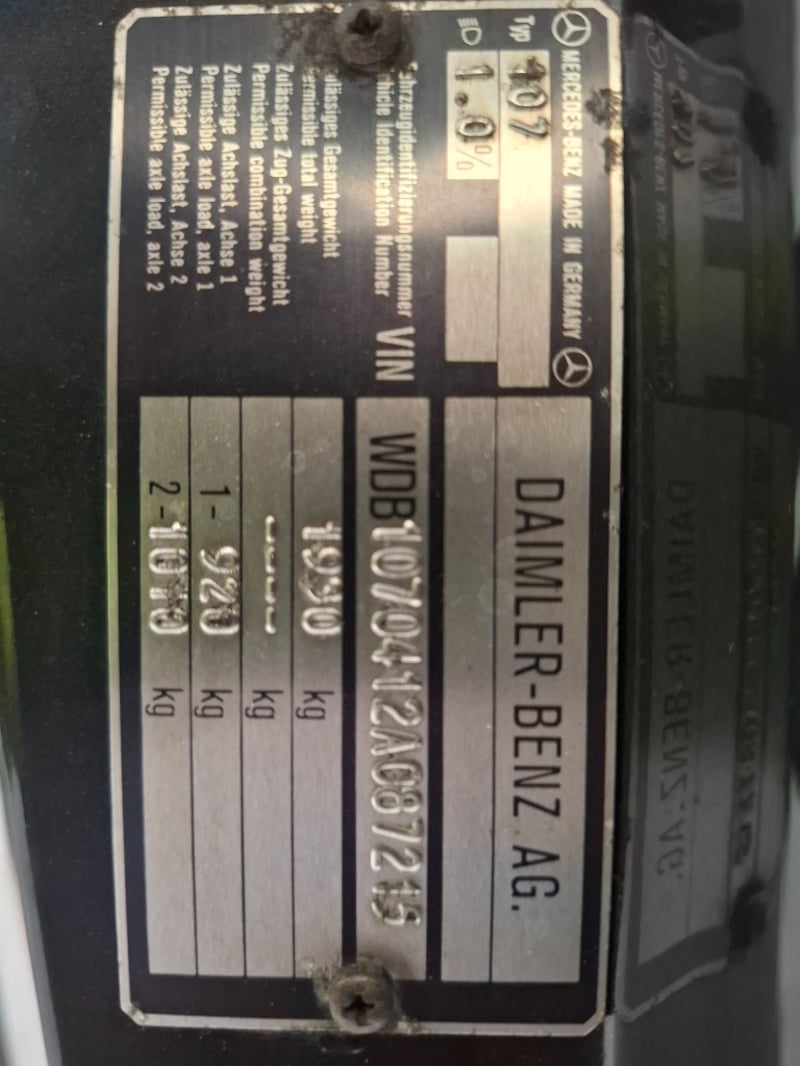 MERCEDES-BENZ MADE IN GERMANY
Typ 107
1.0%
DAIMLER-BENZ AG.
Fahrzeugidentifizierungsnummer
Vehicle Identification Number
VIN WDB1070412A087215
Zulässiges Gesamtgewicht
Permissible total weight
1990 kg
Zulässiges Zug-Gesamtgewicht
Permissible combination weight
---- kg
Zulässige Achslast, Achse 1
Permissible axle load, axle 1
1- 920 kg
Zulässige Achslast, Achse 2
Permissible axle load, axle 2
2-1070 kg